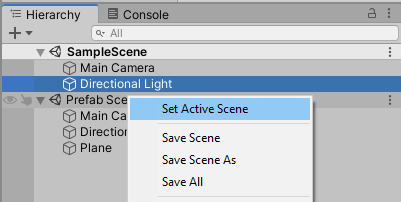 Hierarchy Console
All
SampleScene
Main Camera
Directional Light
Prefab Sce
Set Active Scene
Main Ca
Save Scene
Direction
Save Scene As
Plane
Save All